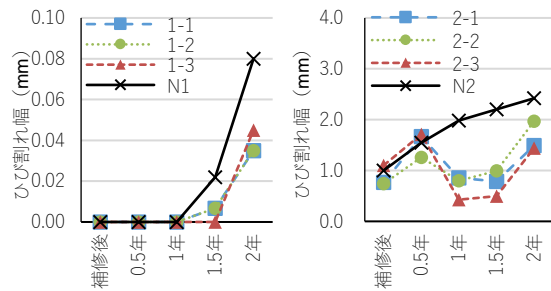 ひび割れ幅（mm）
0.10
0.08
0.06
0.04
0.02
0.00
1-1
1-2
1-3
N1
補修後
0.5年
1年
1.5年
2年
ひび割れ幅（mm）
4.0
3.0
2.0
1.0
0.0
2-1
2-2
2-3
N2
補修後
0.5年
1年
1.5年
2年